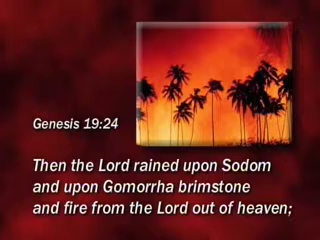 Genesis 19:24
Then the Lord rained upon Sodom
and upon Gomorrha brimstone
and fire from the Lord out of heaven;